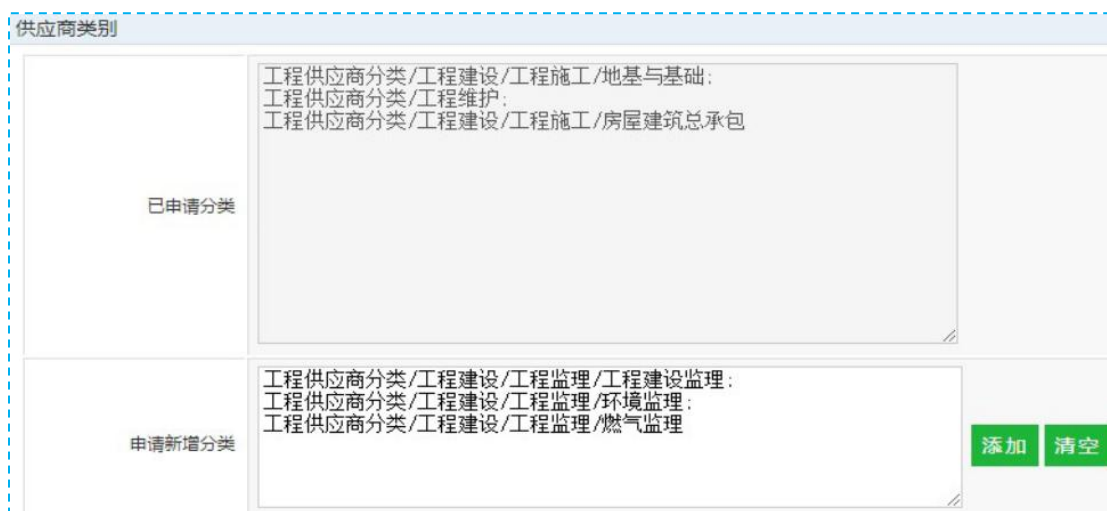 供应商类别
工程供应商分类/工程建设/工程施工/地基与基础;
工程供应商分类/工程维护;
工程供应商分类/工程建设/工程施工/房屋建筑总承包
已申请分类
工程供应商分类/工程建设/工程监理/工程建设监理;
工程供应商分类/工程建设/工程监理/环境监理;
工程供应商分类/工程建设/工程监理/燃气监理
申请新增分类
添加 清空